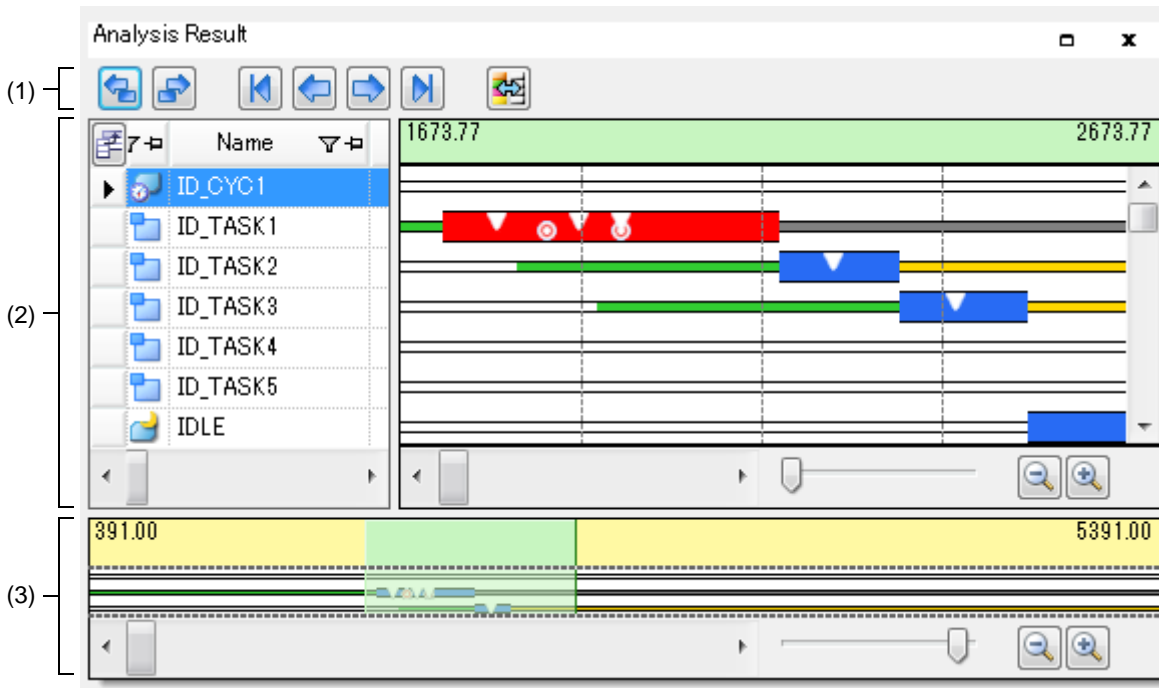 Analysis Result
(1)
Name
1673.77
2673.77
ID_CYC1
ID_TASK1
ID_TASK2
(2)
ID_TASK3
ID_TASK4
ID_TASK5
IDLE
391.00
5391.00
(3)